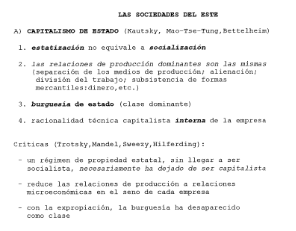 LAS SOCIEDADES DEL ESTE
A) CAPITALISMO DE ESTADO (Kautsky, Mao-Tse-Tung,Bettelheim)
1. estatización no equivale a socialización
2. las relaciones de producción dominantes son las mismas
(separación de los medios de producción; alienación;
división del trabajo; subsistencia de formas
mercantiles:dinero,etc.)
3. burguesía de estado (clase dominante)
4. racionalidad técnica capitalista interna de la empresa
Críticas (Trotsky,Mandel,Sweezy,Hilferding):
- un régimen de propiedad estatal, sin llegar a ser
socialista, necesariamente ha dejado de ser capitalista
- reduce las relaciones de producción a relaciones
microeconómicas en el seno de cada empresa
- con la expropiación, la burguesía ha desaparecido
como clase